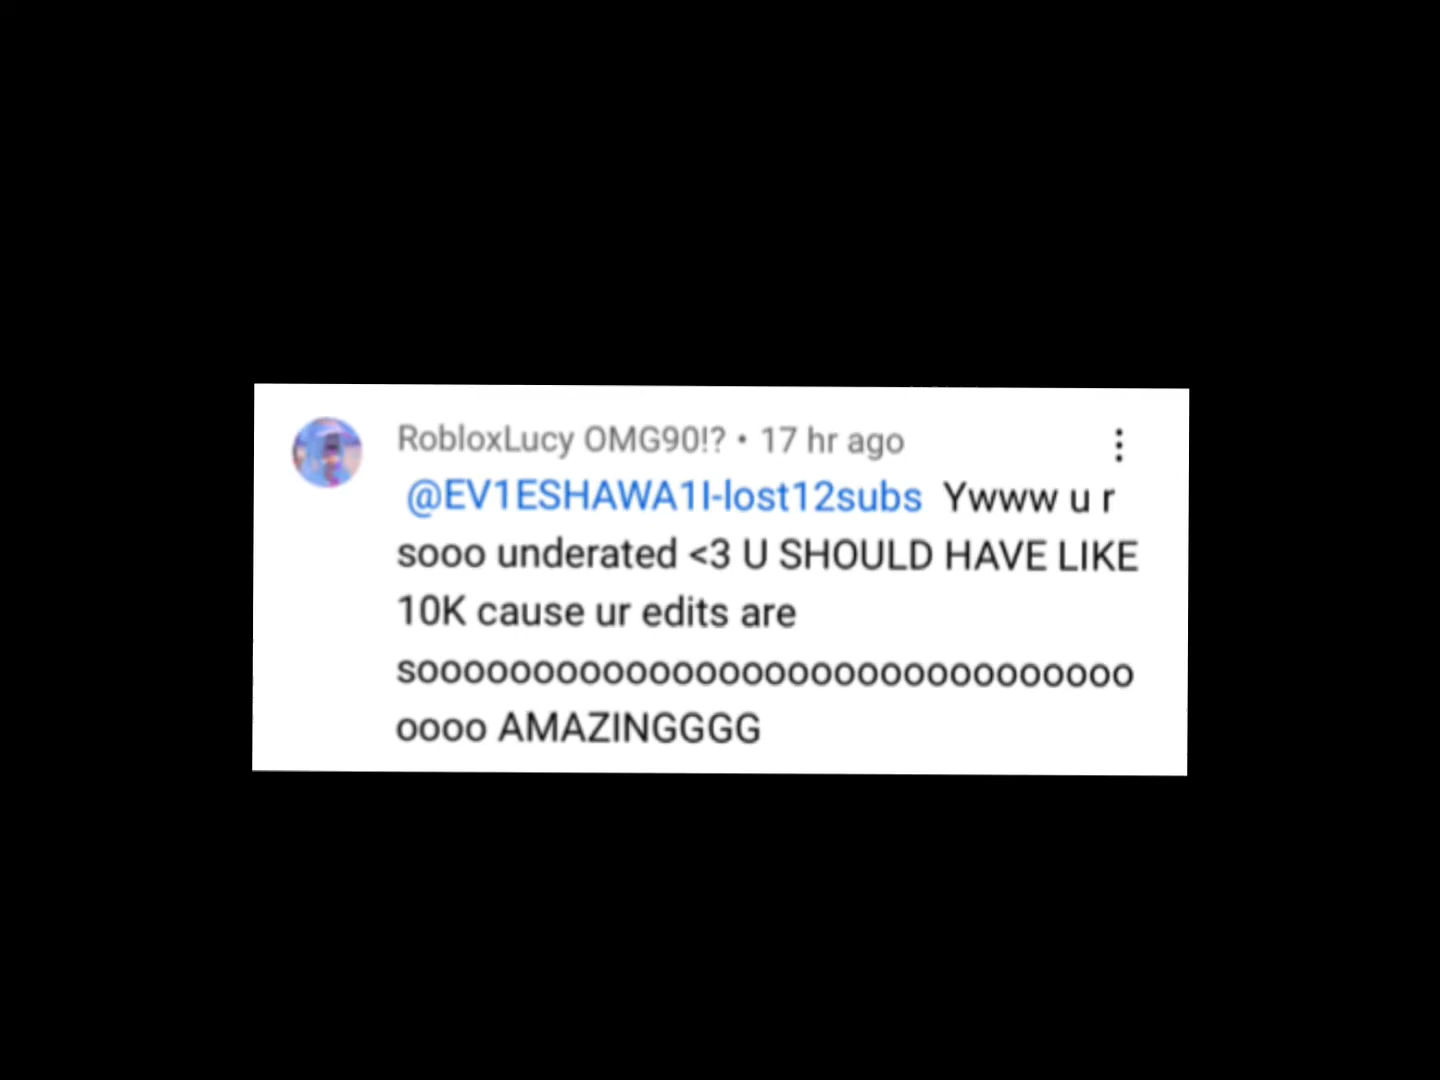 RobloxLucy OMG90!? • 17 hr ago
@EV1ESHAWA1I-lost12subs Ywww u r
sooo underated <3 U SHOULD HAVE LIKE
10K cause ur edits are
sooooooooooooooooooooooooooooooo
oooo AMAZINGGGG